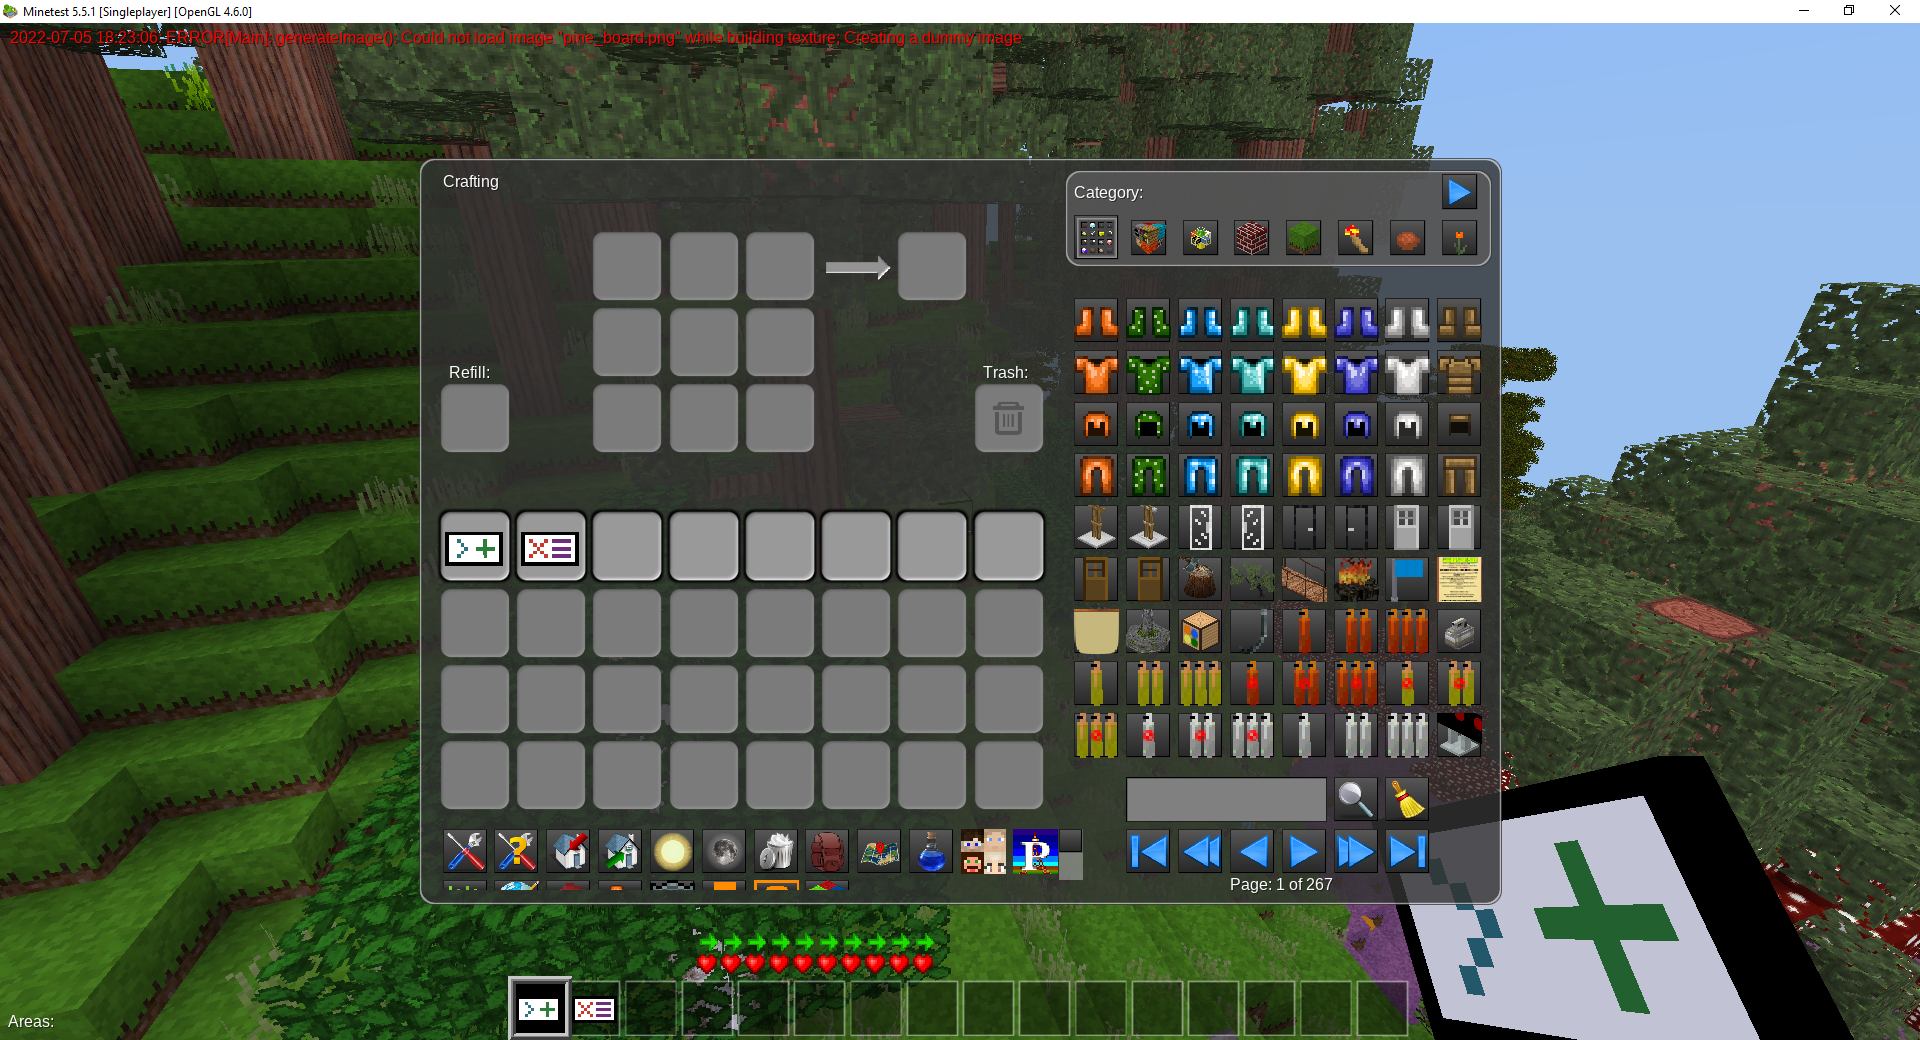 Minetest 5.5.1 [Singleplayer] [OpenGL 4.6.0]
2022-07-05 18:23:06: ERROR[Main]: generateImage(): Could not load image "pine_board.png" while building texture; Creating a dummy image
Crafting
Category:
Refill:
Trash:
P
Page: 1 of 267
Areas: